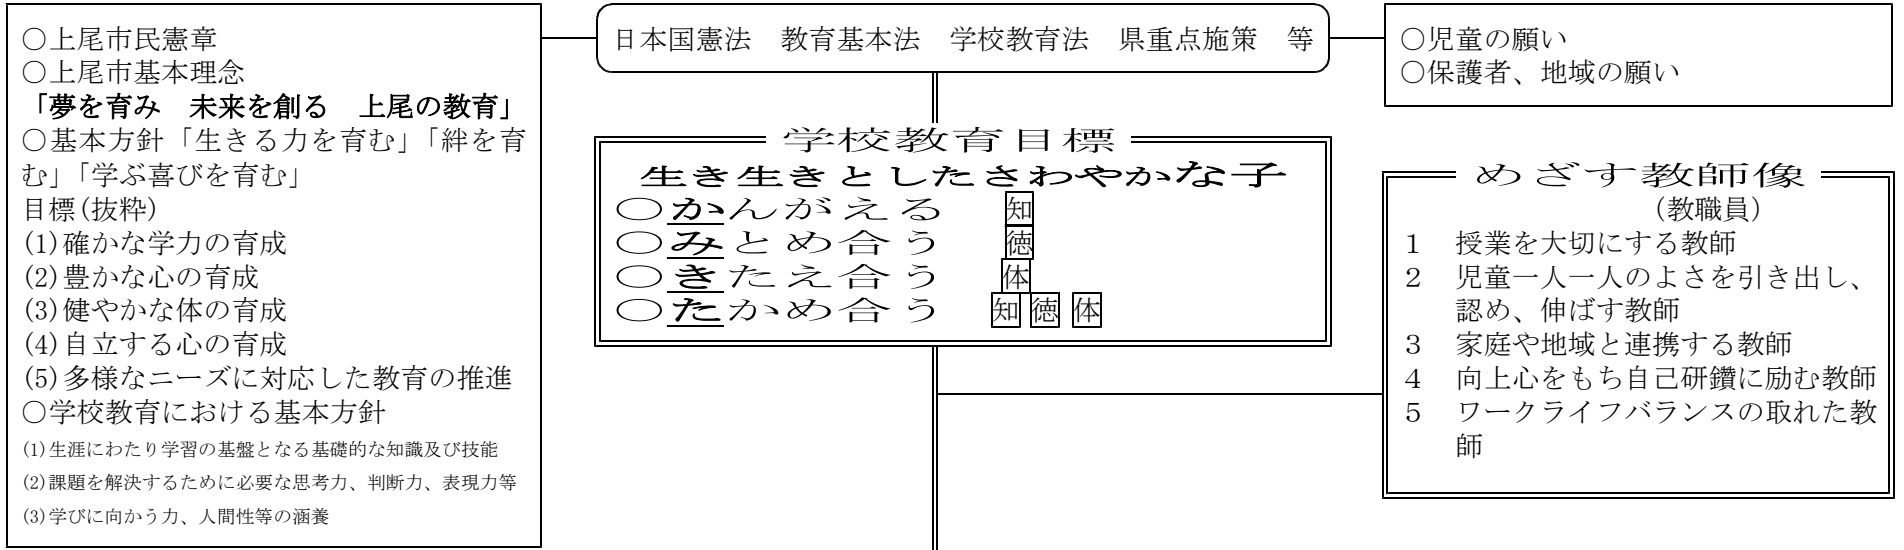 ○上尾市民憲章
○上尾市基本理念
「夢を育み　未来を創る　上尾の教育」
○基本方針「生きる力を育む」「絆を育
む」「学ぶ喜びを育む」
目標(抜粋)
(1)確かな学力の育成
(2)豊かな心の育成
(3)健やかな体の育成
(4)自立する心の育成
(5)多様なニーズに対応した教育の推進
○学校教育における基本方針
(1)生涯にわたり学習の基盤となる基礎的な知識及び技能
(2)課題を解決するために必要な思考力、判断力、表現力等
(3)学びに向かう力、人間性等の涵養
日本国憲法　教育基本法　学校教育法　県重点施策　等
学校教育目標
生き生きとしたさわやかな子
○かんがえる　知
○みとめ合う　徳
○きたえ合う　体
○たかめ合う　知 徳 体
○児童の願い
○保護者、地域の願い
めざす教師像
（教職員）
１　授業を大切にする教師
２　児童一人一人のよさを引き出し、
認め、伸ばす教師
３　家庭や地域と連携する教師
４　向上心をもち自己研鑽に励む教師
５　ワークライフバランスの取れた教
師